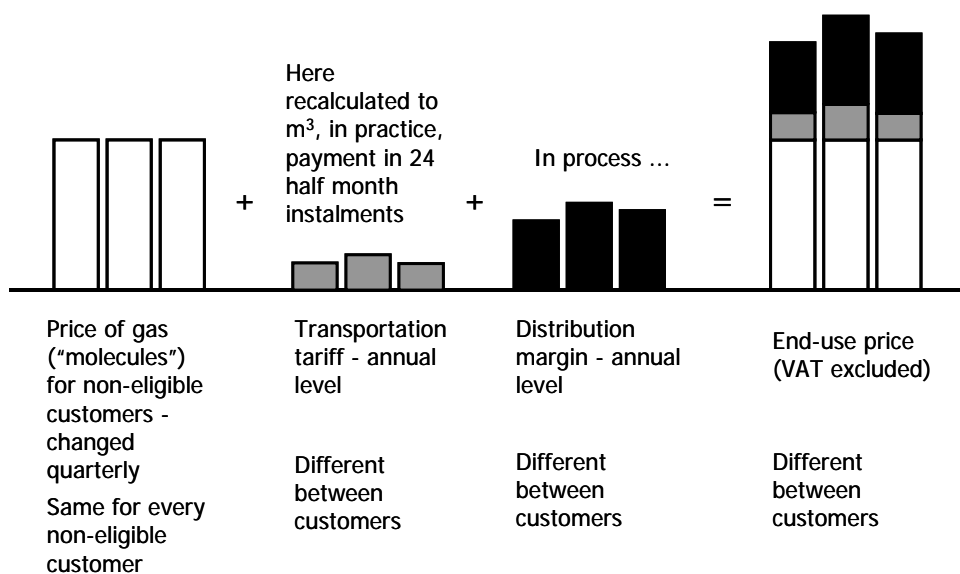 Here
recalculated to
m³, in practice,
payment in 24
half month
instalments
In process ...
+
+
=
Price of gas
(“molecules”)
for non-eligible
customers -
changed
quarterly
Same for every
non-eligible
customer
Transportation
tariff - annual
level
Different
between
customers
Distribution
margin - annual
level
Different
between
customers
End-use price
(VAT excluded)
Different
between
customers